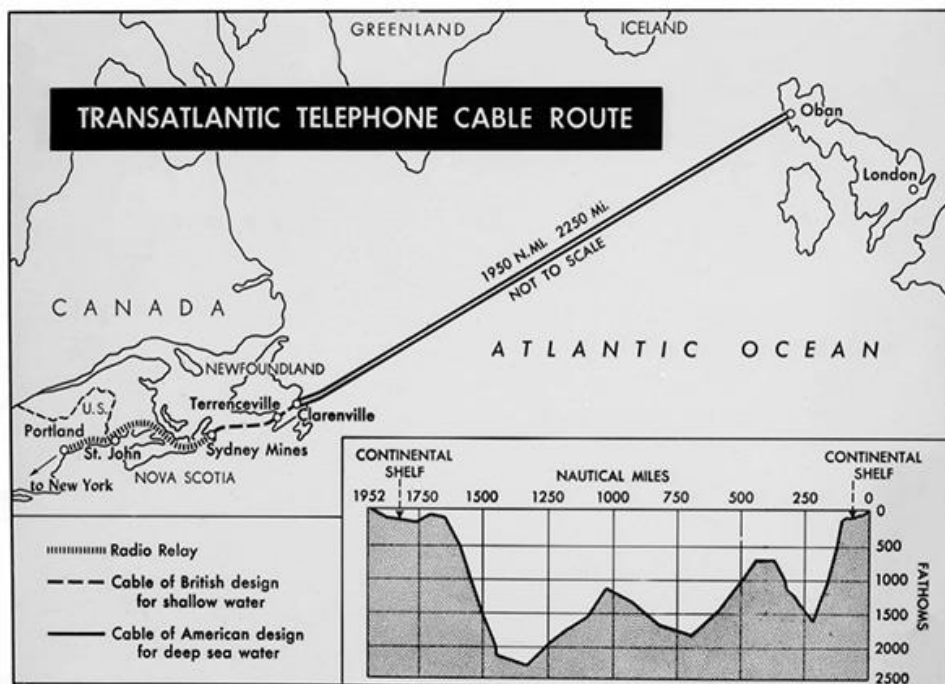 GREENLAND
ICELAND
TRANSATLANTIC TELEPHONE CABLE ROUTE
Oban
London
1950 N.MI. 2250 MI.
NOT TO SCALE
CANADA
ATLANTIC OCEAN
NEWFOUNDLAND
Terrenceville
Clarenville
U.S.
Portland
St. John
Sydney Mines
to New York
NOVA SCOTIA
Radio Relay
Cable of British design
for shallow water
Cable of American design
for deep sea water
CONTINENTAL
SHELF
NAUTICAL MILES
CONTINENTAL
SHELF
1952 1750 1500 1250 1000 750 500 250 0
0
500
1000
1500
2000
2500
FATHOMS